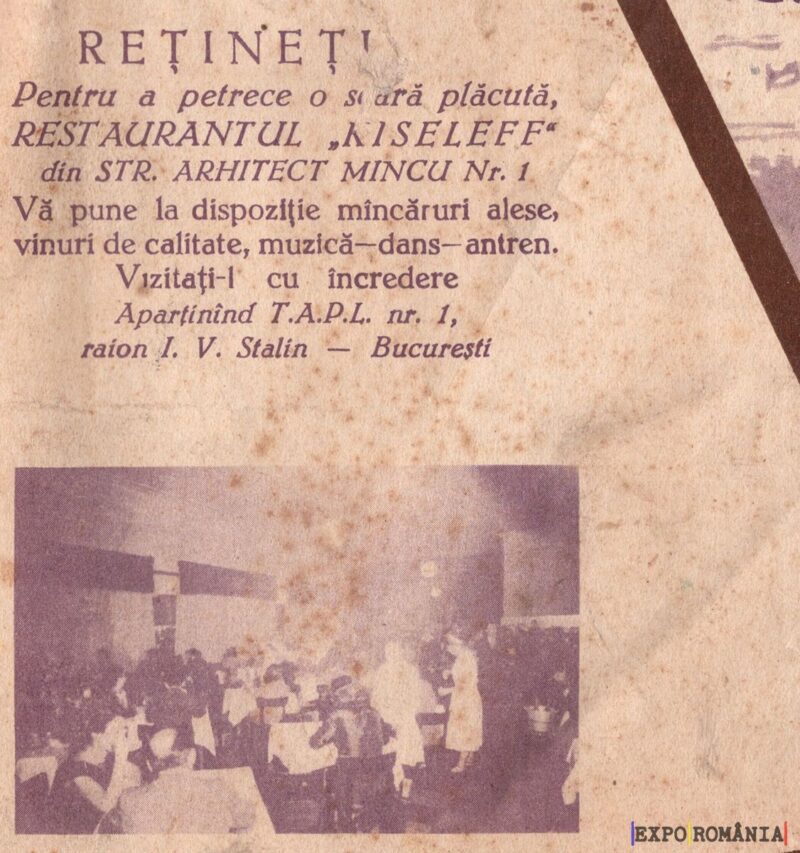 REȚINEȚI
Pentru a petrece o seară plăcută,
RESTAURANTUL „KISELEFF“
din STR. ARHITECT MINCU Nr. 1
Vă pune la dispoziție mîncăruri alese,
vinuri de calitate, muzică—dans—antren.
Vizitați-l cu încredere
Aparținînd T.A.P.L. nr. 1,
raion I. V. Stalin — București
EXPO ROMÂNIA